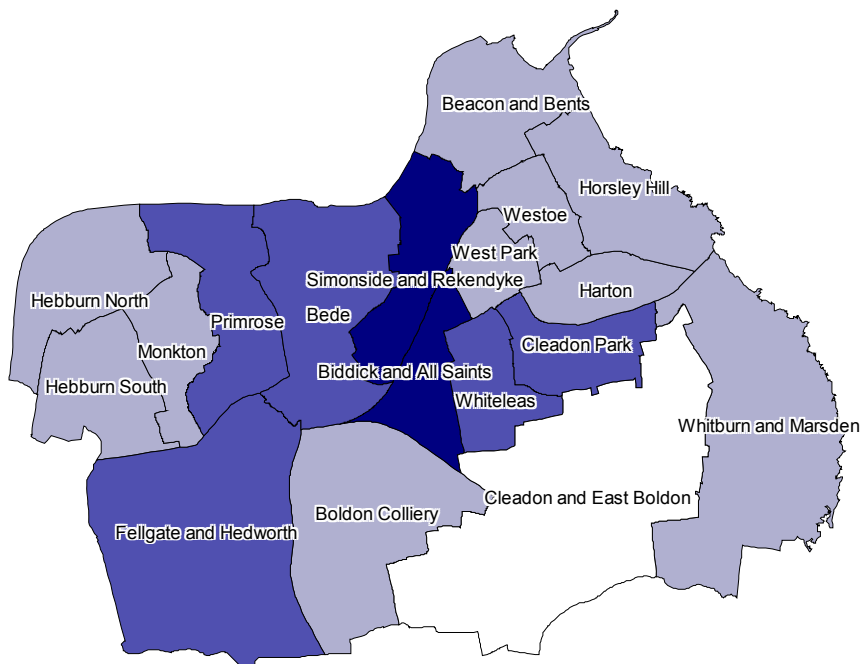 Beacon and Bents
Horsley Hill
Westoe
West Park
Simonside and Rekendyke
Harton
Hebburn North
Bede
Primrose
Cleadon Park
Monkton
Biddick and All Saints
Hebburn South
Whiteleas
Whitburn and Marsden
Cleadon and East Boldon
Boldon Colliery
Fellgate and Hedworth